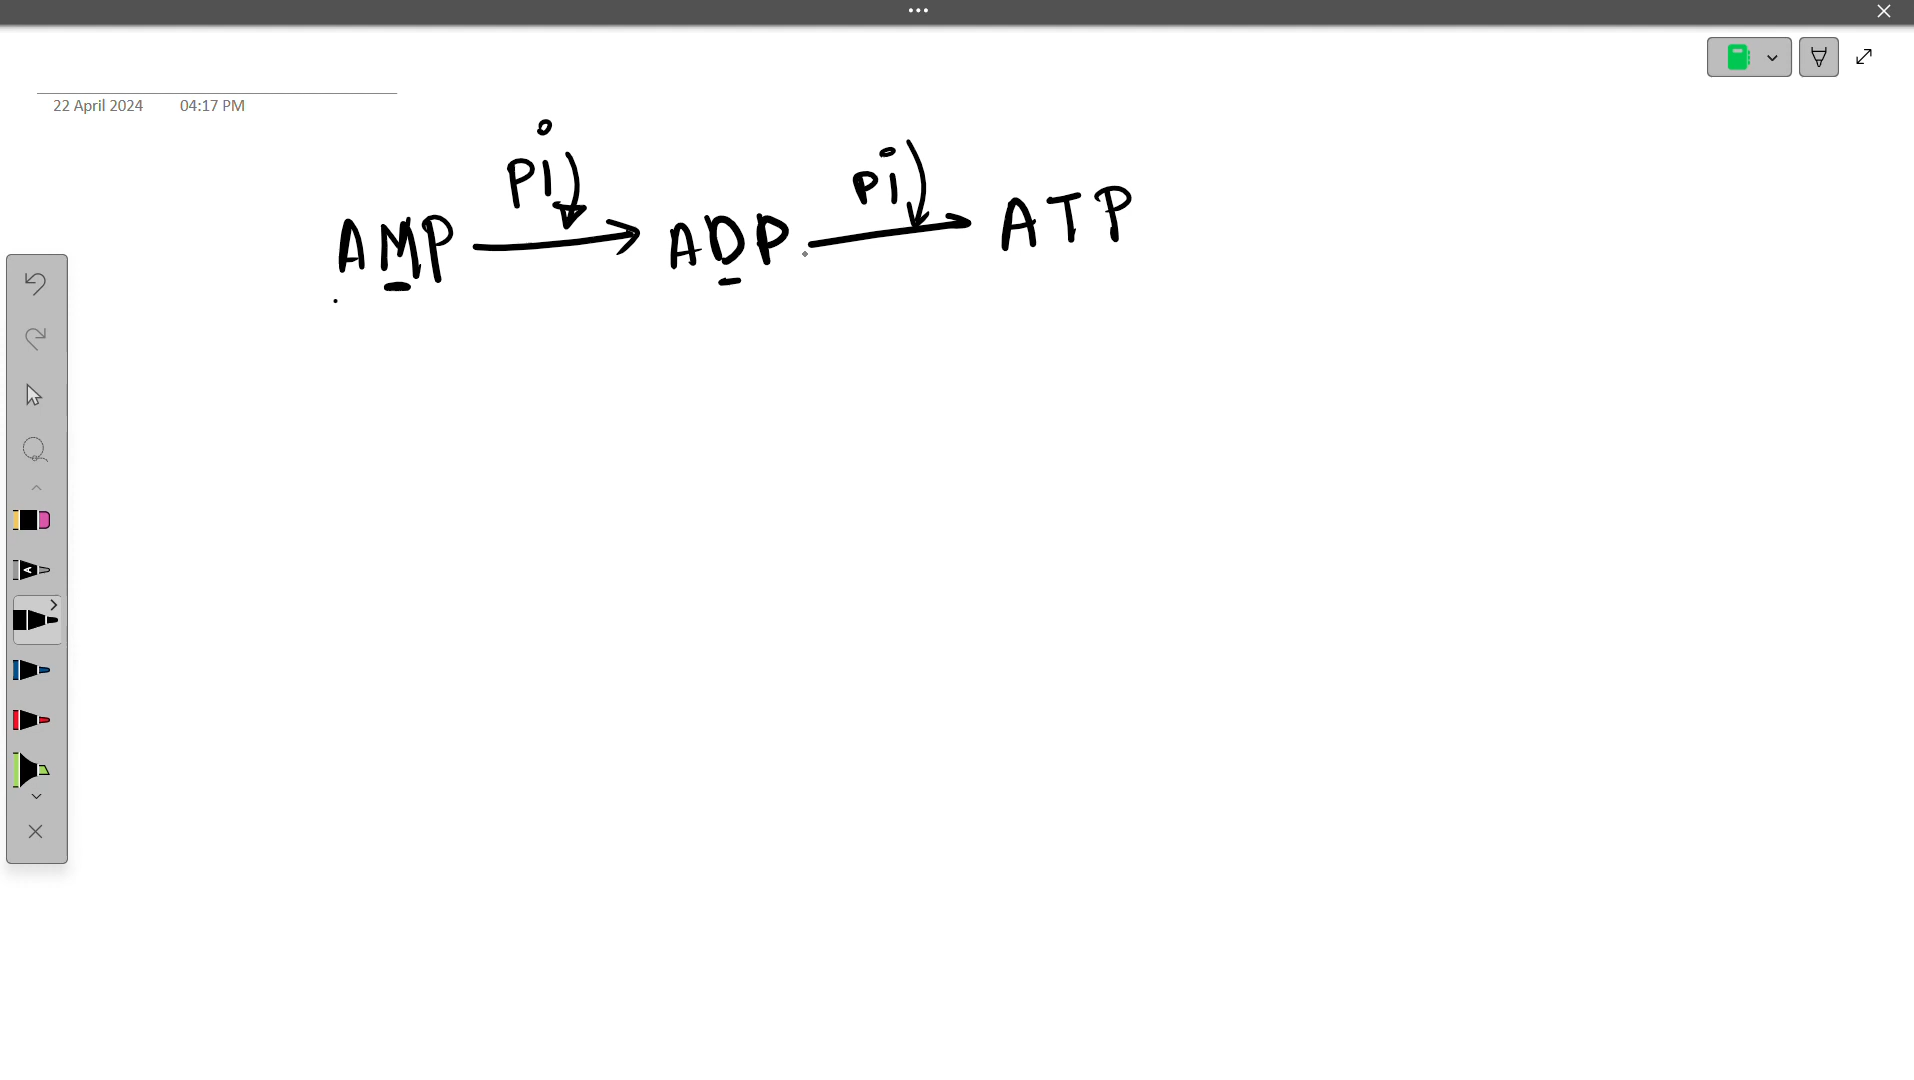 22 April 2024 04:17 PM
Pi Pi
AMP → ADP → ATP